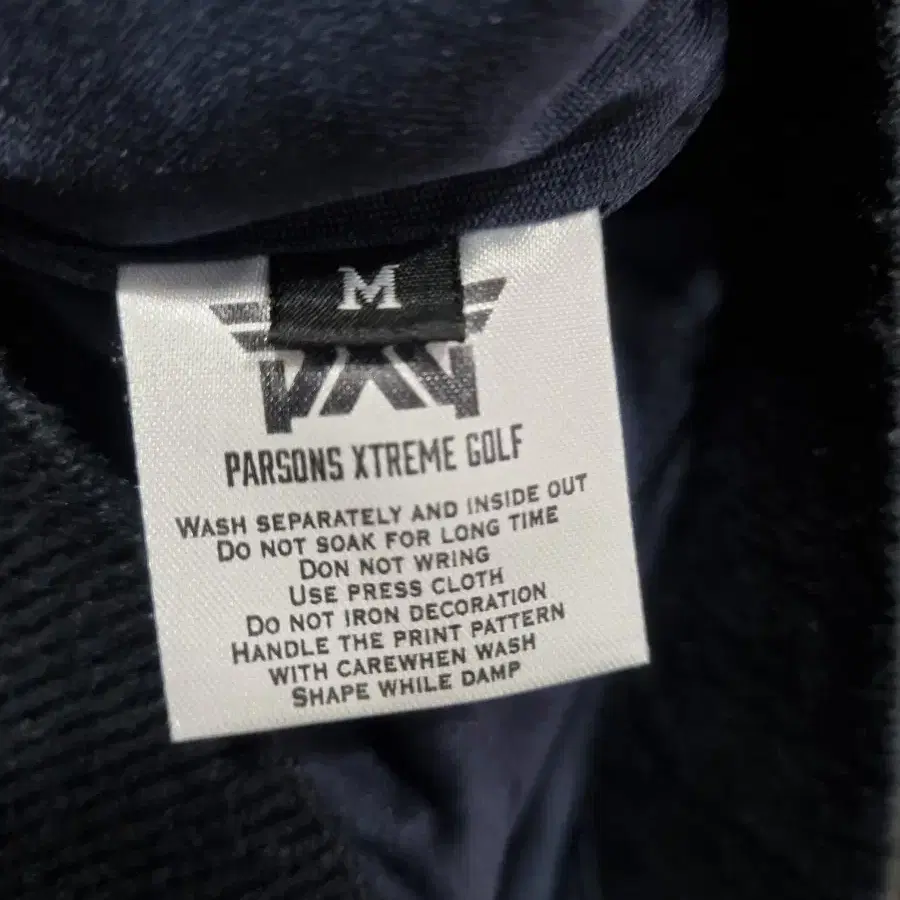 M
PXG
PARSONS XTREME GOLF
WASH SEPARATELY AND INSIDE OUT
DO NOT SOAK FOR LONG TIME
DON NOT WRING
USE PRESS CLOTH
DO NOT IRON DECORATION
HANDLE THE PRINT PATTERN
WITH CAREWHEN WASH
SHAPE WHILE DAMP